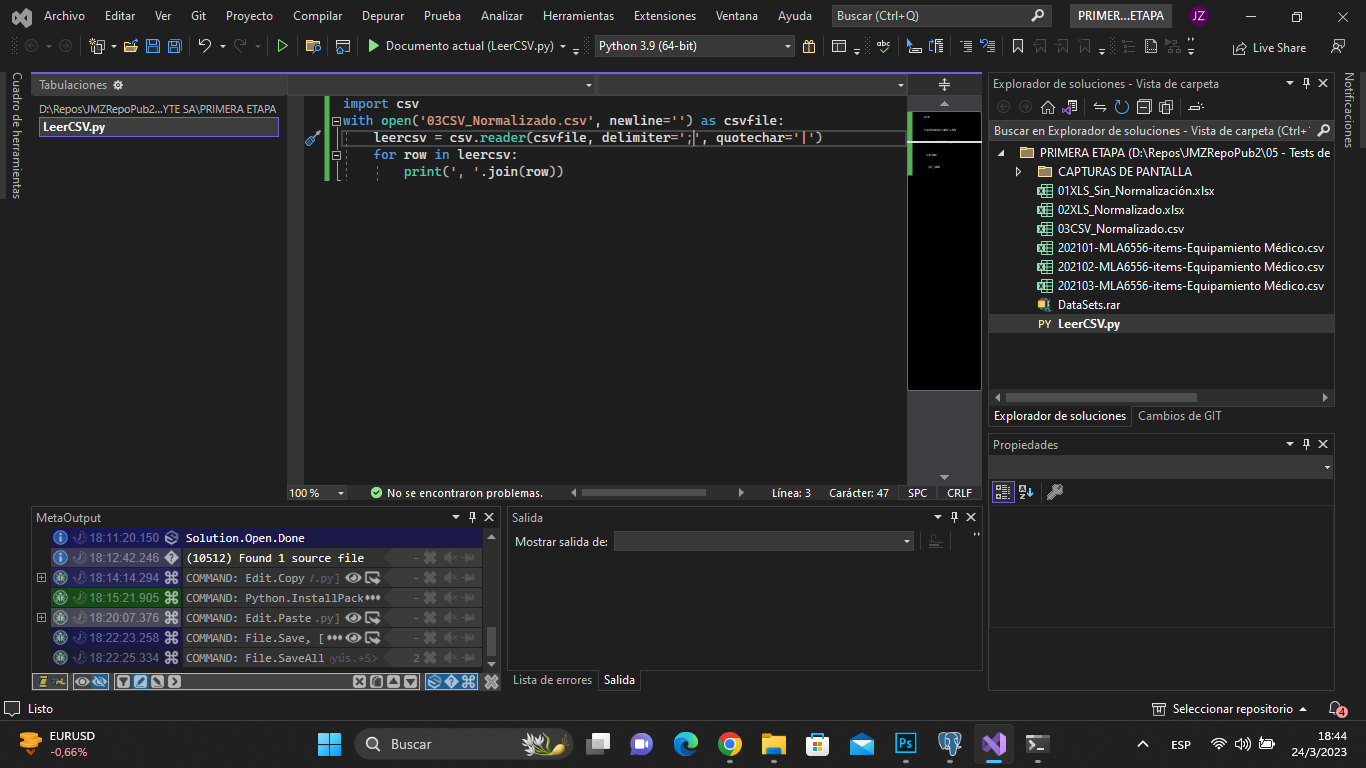 Archivo Editar Ver Git Proyecto Compilar Depurar Prueba Analizar Herramientas Extensiones Ventana Ayuda Buscar (Ctrl+Q) PRIMER...ETAPA JZ
Documento actual (LeerCSV.py) Python 3.9 (64-bit) Live Share
Cuadro de herramientas
Tabulaciones
D:\Repos\JMZRepoPub2...YTE SA\PRIMERA ETAPA
LeerCSV.py
import csv
with open('03CSV_Normalizado.csv', newline='') as csvfile:
leercsv = csv.reader(csvfile, delimiter=';', quotechar='|')
for row in leercsv:
print(', '.join(row))
100 % No se encontraron problemas. Línea: 3 Carácter: 47 SPC CRLF
Explorador de soluciones - Vista de carpeta
Buscar en Explorador de soluciones - Vista de carpeta (Ctrl+
PRIMERA ETAPA (D:\Repos\JMZRepoPub2\05 - Tests de
CAPTURAS DE PANTALLA
01XLS_Sin_Normalización.xlsx
02XLS_Normalizado.xlsx
03CSV_Normalizado.csv
202101-MLA6556-items-Equipamiento Médico.csv
202102-MLA6556-items-Equipamiento Médico.csv
202103-MLA6556-items-Equipamiento Médico.csv
DataSets.rar
PY LeerCSV.py
Explorador de soluciones Cambios de GIT
Notificaciones
Propiedades
MetaOutput
18:11:20.150 Solution.Open.Done
18:12:42.246 (10512) Found 1 source file
18:14:14.294 COMMAND: Edit.Copy /.py]
18:15:21.905 COMMAND: Python.InstallPack
18:20:07.376 COMMAND: Edit.Paste .py]
18:22:23.258 COMMAND: File.Save, [
18:22:25.334 COMMAND: File.SaveAll yús.+S> 2
Salida
Mostrar salida de:
Lista de errores Salida
Listo Seleccionar repositorio 4
EURUSD
-0,66%
Buscar
ESP
18:44
24/3/2023